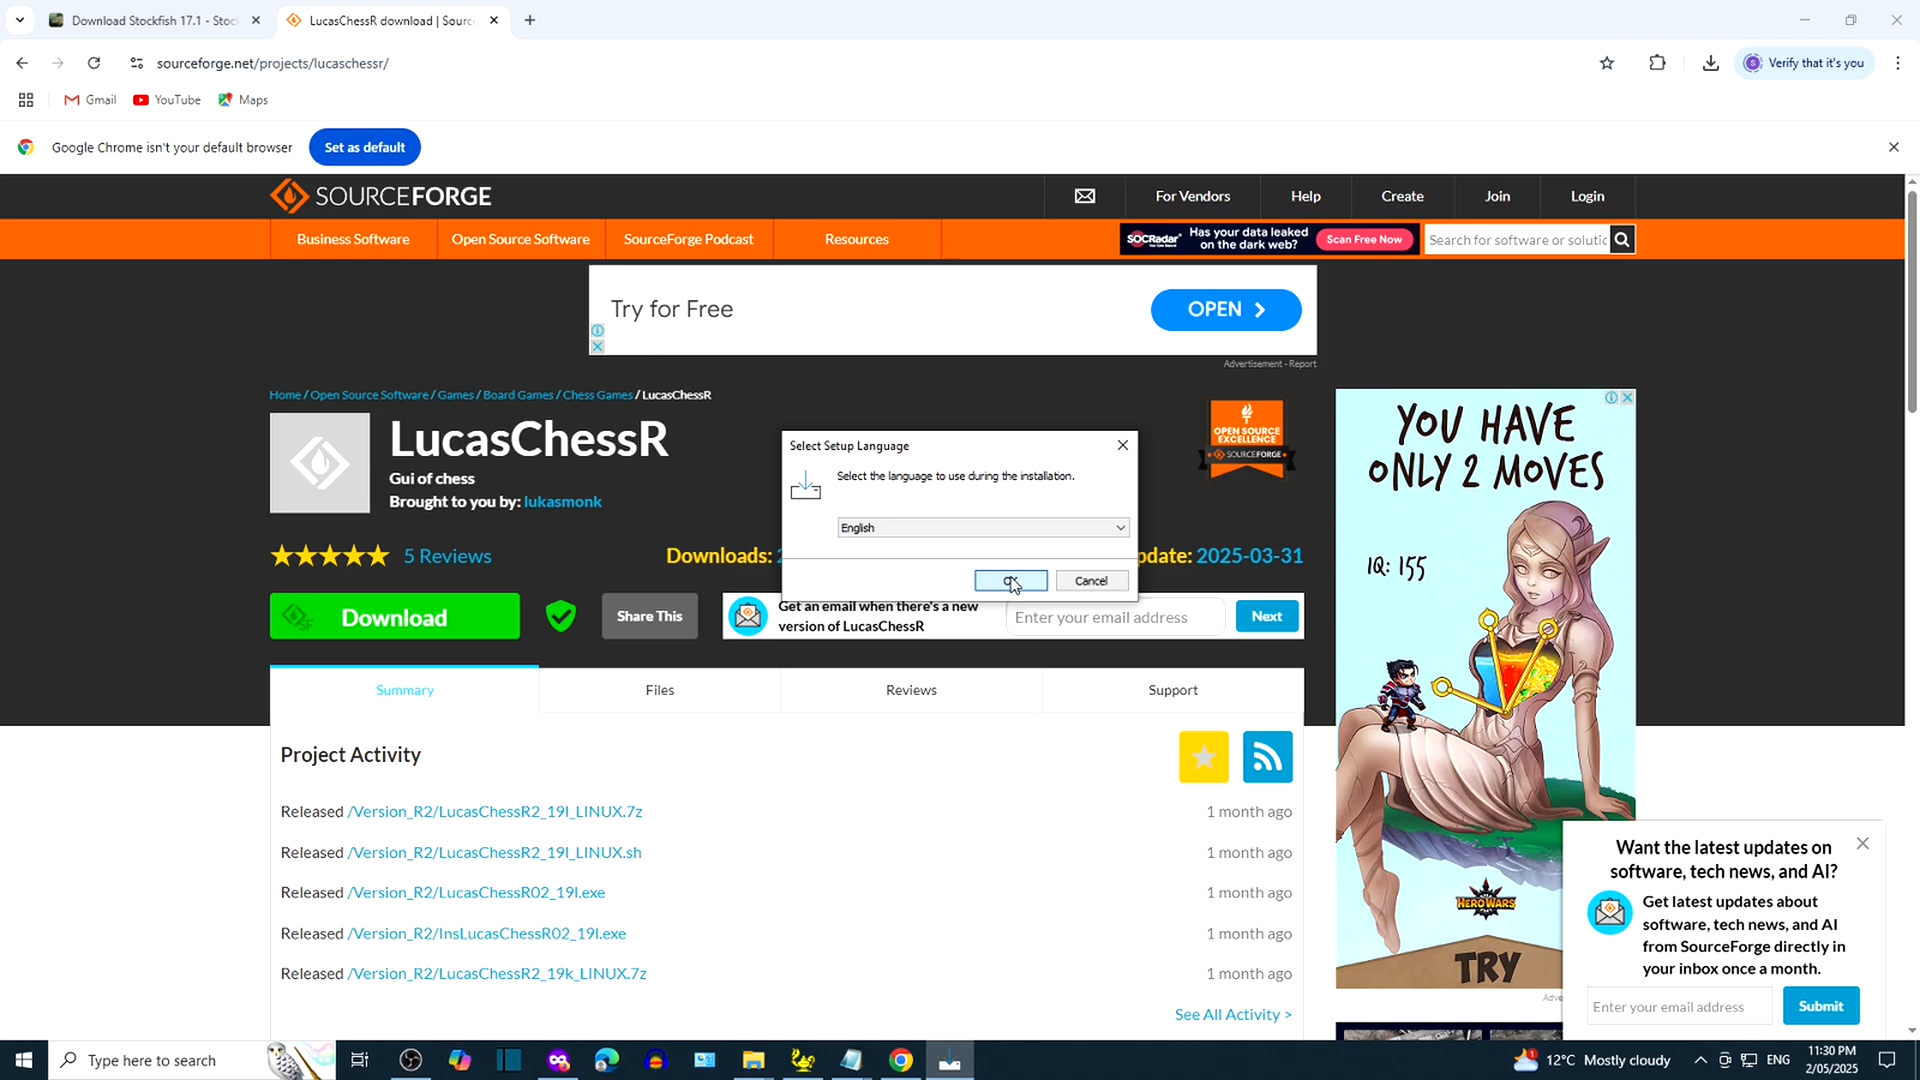 Download Stockfish 17.1 - Stoc
LucasChessR download | Sourc
sourceforge.net/projects/lucaschessr/
Verify that it's you
Gmail
YouTube
Maps
Google Chrome isn't your default browser
Set as default
SOURCEFORGE
For Vendors
Help
Create
Join
Login
Business Software
Open Source Software
SourceForge Podcast
Resources
SOCRadar
Has your data leaked
on the dark web?
Scan Free Now
Search for software or solutic
Try for Free
OPEN
Advertisement - Report
Home / Open Source Software / Games / Board Games / Chess Games / LucasChessR
LucasChessR
Gui of chess
Brought to you by: lukasmonk
OPEN SOURCE
EXCELLENCE
SOURCEFORGE
Select Setup Language
Select the language to use during the installation.
English
OK
Cancel
5 Reviews
Downloads:
pdate: 2025-03-31
Download
Share This
Get an email when there's a new
version of LucasChessR
Enter your email address
Next
Summary
Files
Reviews
Support
Project Activity
Released /Version_R2/LucasChessR2_19l_LINUX.7z
1 month ago
Released /Version_R2/LucasChessR2_19l_LINUX.sh
1 month ago
Released /Version_R2/LucasChessR02_19l.exe
1 month ago
Released /Version_R2/InsLucasChessR02_19l.exe
1 month ago
Released /Version_R2/LucasChessR2_19k_LINUX.7z
1 month ago
See All Activity >
YOU HAVE
ONLY 2 MOVES
IQ: 155
HERO WARS
TRY
Adve
Want the latest updates on
software, tech news, and AI?
Get latest updates about
software, tech news, and AI
from SourceForge directly in
your inbox once a month.
Enter your email address
Submit
Type here to search
12°C Mostly cloudy
ENG
11:30 PM
2/05/2025